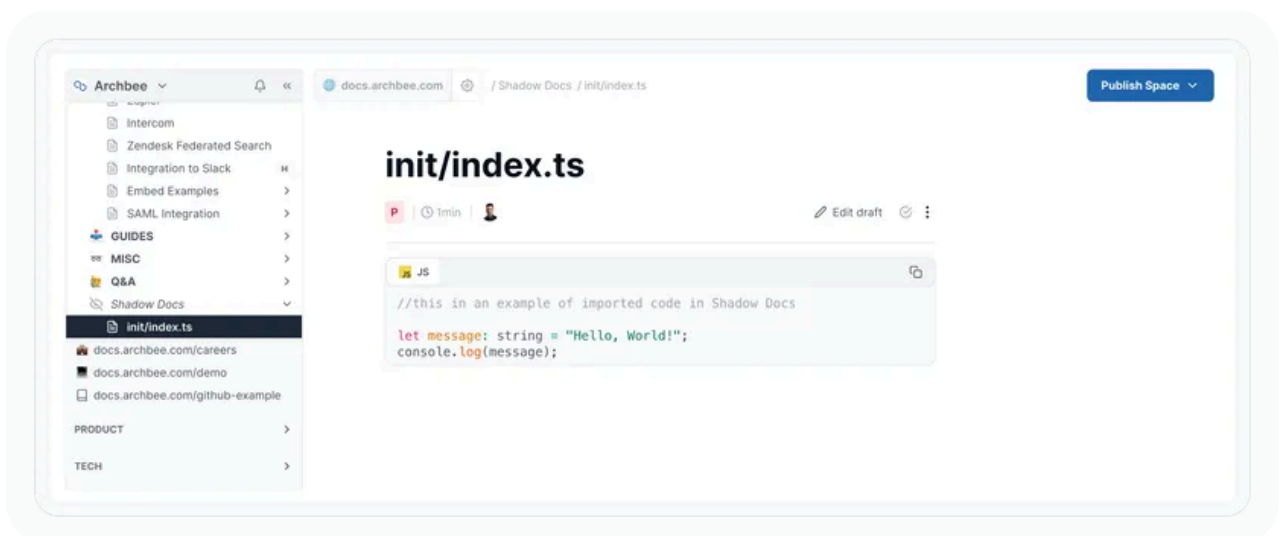 Archbee
docs.archbee.com
/ Shadow Docs / init/index.ts
Publish Space
Zapier
Intercom
Zendesk Federated Search
Integration to Slack
H
Embed Examples
SAML Integration
GUIDES
MISC
Q&A
Shadow Docs
init/index.ts
docs.archbee.com/careers
docs.archbee.com/demo
docs.archbee.com/github-example
PRODUCT
TECH
init/index.ts
P
1min
Edit draft
JS JS
//this in an example of imported code in Shadow Docs
let message: string = "Hello, World!";
console.log(message);